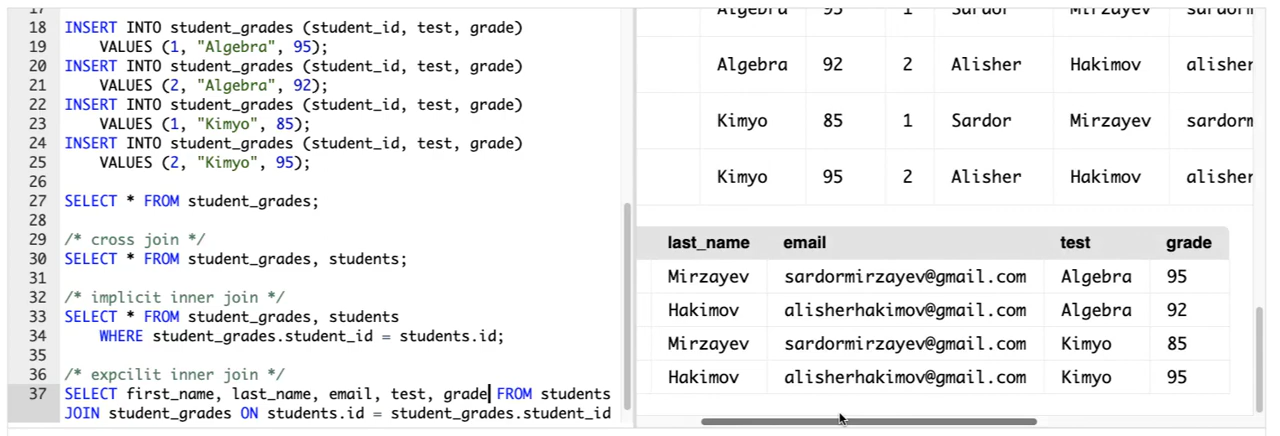 17
18 INSERT INTO student_grades (student_id, test, grade)
19 VALUES (1, "Algebra", 95);
20 INSERT INTO student_grades (student_id, test, grade)
21 VALUES (2, "Algebra", 92);
22 INSERT INTO student_grades (student_id, test, grade)
23 VALUES (1, "Kimyo", 85);
24 INSERT INTO student_grades (student_id, test, grade)
25 VALUES (2, "Kimyo", 95);
26
27 SELECT * FROM student_grades;
28
29 /* cross join */
30 SELECT * FROM student_grades, students;
31
32 /* implicit inner join */
33 SELECT * FROM student_grades, students
34 WHERE student_grades.student_id = students.id;
35
36 /* expcilit inner join */
37 SELECT first_name, last_name, email, test, grade FROM students
JOIN student_grades ON students.id = student_grades.student_id
Algebra 95 1 Sardor Mirzayev sardorm
Algebra 92 2 Alisher Hakimov alisher
Kimyo 85 1 Sardor Mirzayev sardorm
Kimyo 95 2 Alisher Hakimov alisher
last_name email test grade
Mirzayev sardormirzayev@gmail.com Algebra 95
Hakimov alisherhakimov@gmail.com Algebra 92
Mirzayev sardormirzayev@gmail.com Kimyo 85
Hakimov alisherhakimov@gmail.com Kimyo 95